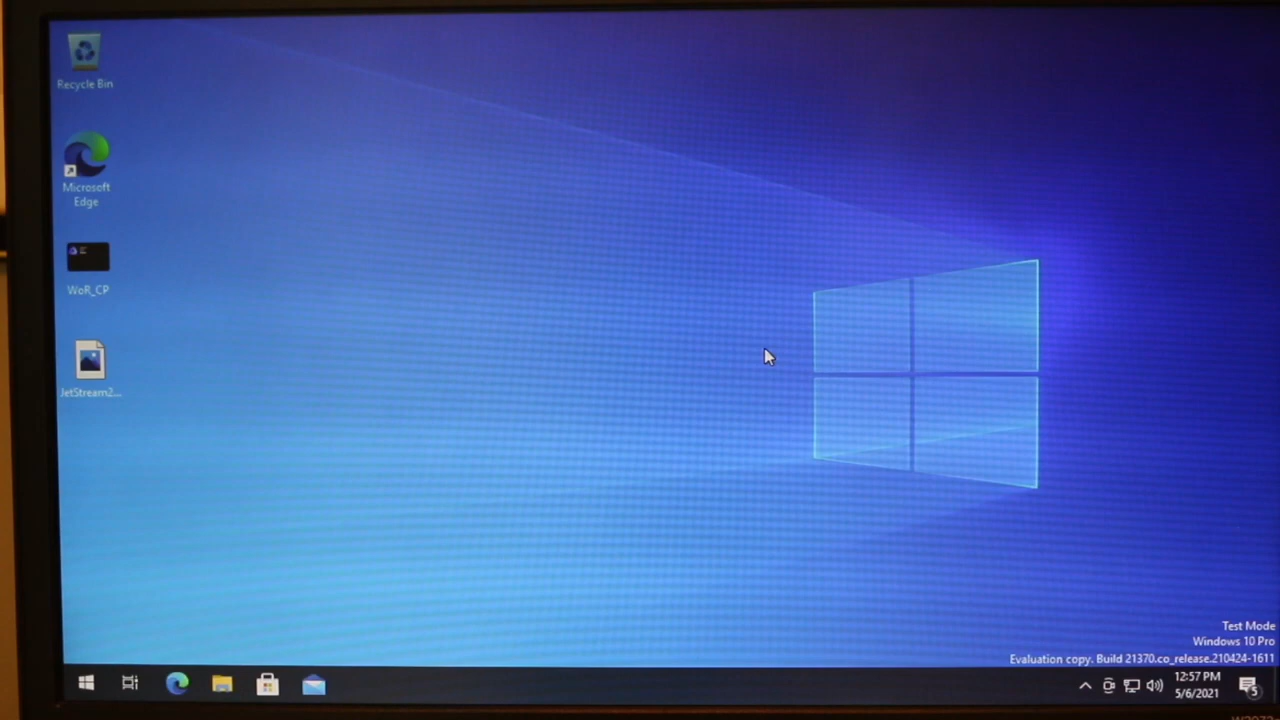 Recycle Bin
Microsoft
Edge
WoR_CP
JetStream2...
Test Mode
Windows 10 Pro
Evaluation copy. Build 21370.co_release.210424-1611
12:57 PM
5/6/2021
5